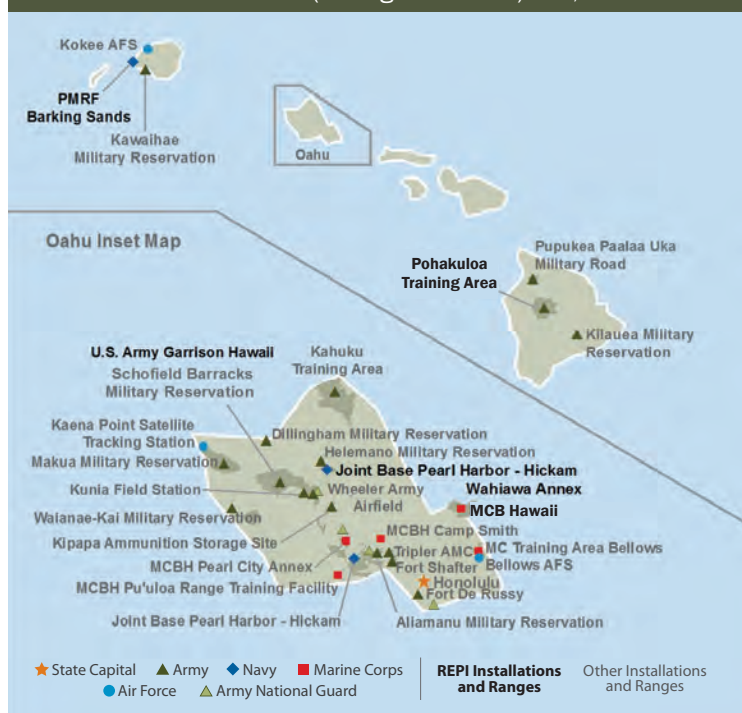 Kokee AFS
PMRF
Barking Sands
Kawaihae
Military Reservation
Oahu
Oahu Inset Map
Pupukea Paalaa Uka
Military Road
Pohakuloa
Training Area
Kilauea Military
Reservation
U.S. Army Garrison Hawaii
Schofield Barracks
Military Reservation
Kahuku
Training Area
Kaena Point Satellite
Tracking Station
Dillingham Military Reservation
Helemano Military Reservation
Makua Military Reservation
Joint Base Pearl Harbor - Hickam
Wahiawa Annex
Kunia Field Station
Wheeler Army
Airfield
MCB Hawaii
Waianae-Kai Military Reservation
Kipapa Ammunition Storage Site
MCBH Camp Smith
MCBH Pearl City Annex
Tripler AMC
MC Training Area Bellows
Fort Shafter
Bellows AFS
MCBH Pu'uloa Range Training Facility
Honolulu
Fort De Russy
Joint Base Pearl Harbor - Hickam
Aliamanu Military Reservation
State Capital Army Navy Marine Corps
Air Force Army National Guard
REPI Installations
and Ranges
Other Installations
and Ranges